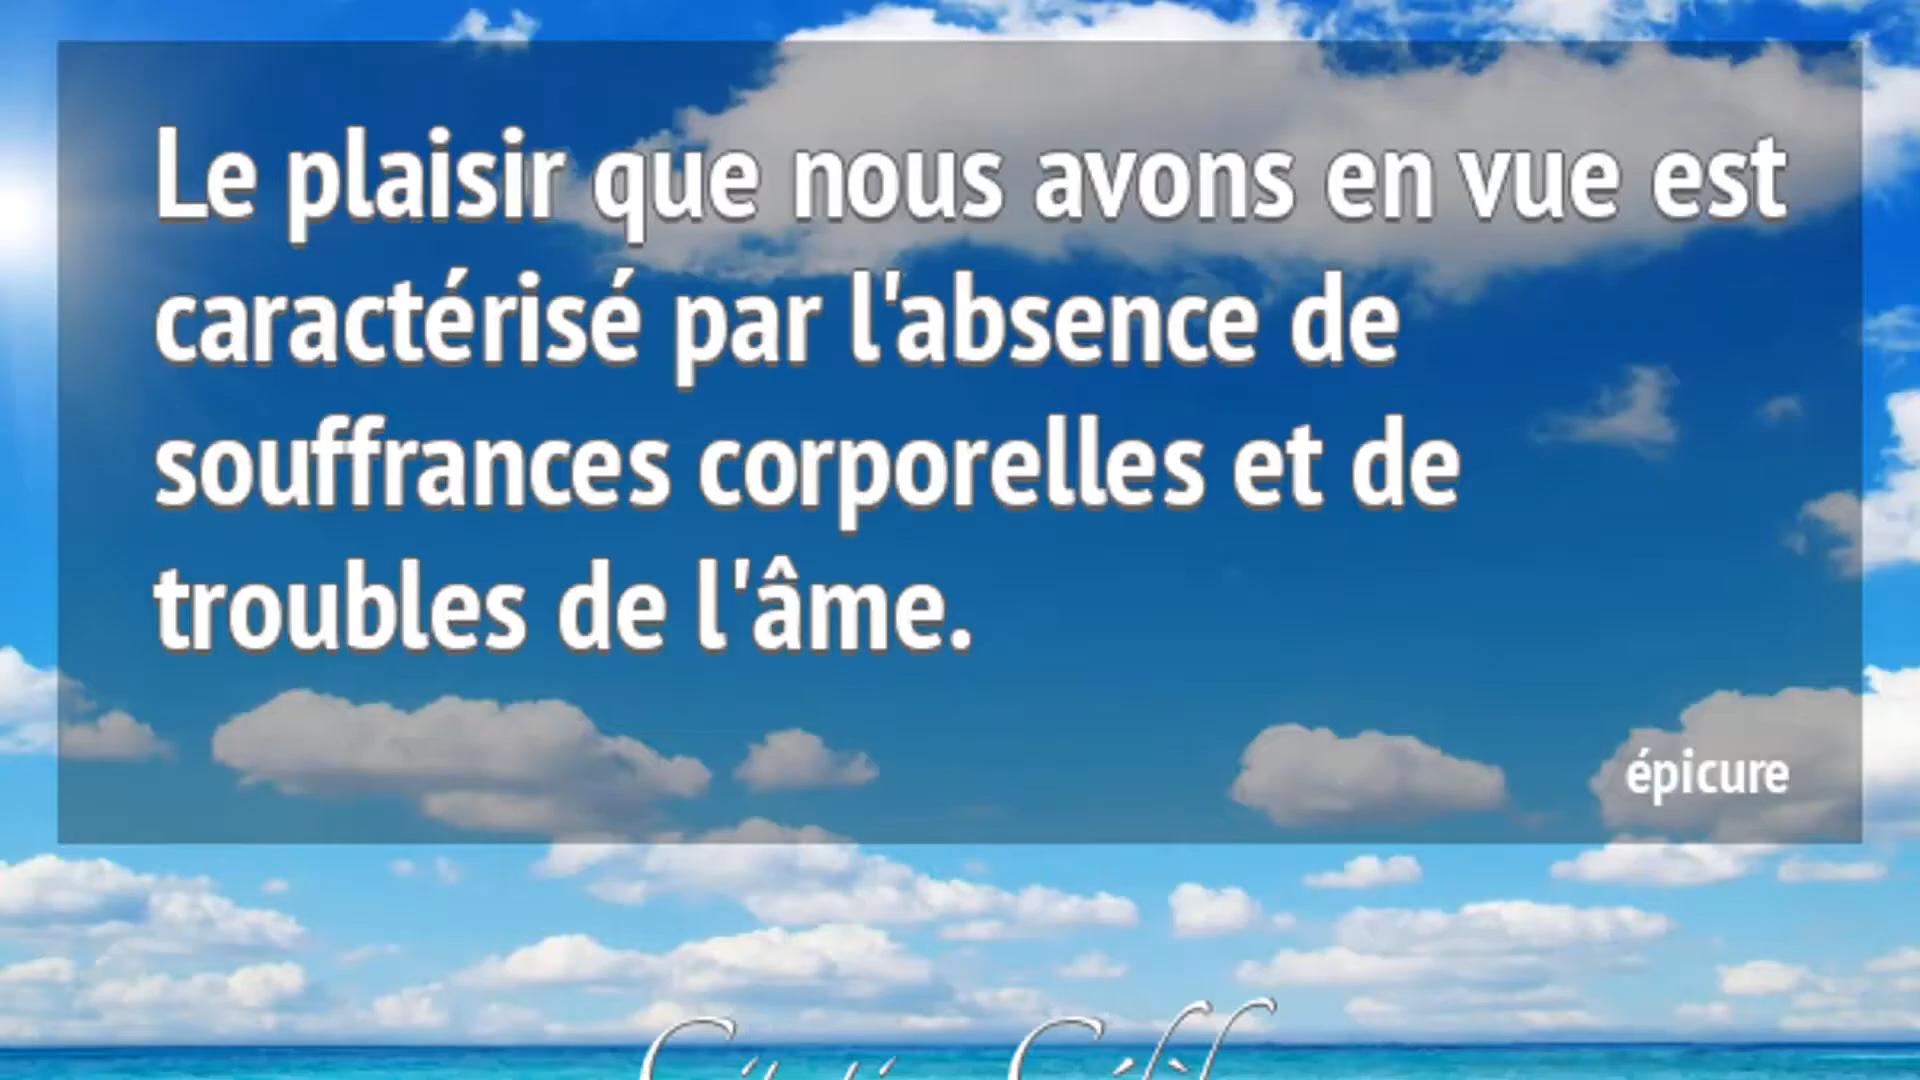 Le plaisir que nous avons en vue est
caractérisé par l'absence de
souffrances corporelles et de
troubles de l'âme.
épicure